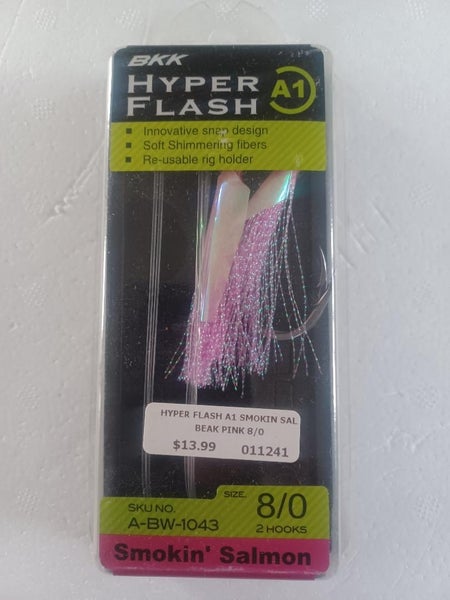 BKK
HYPER
FLASH
A1
Innovative snap design
Soft Shimmering fibers
Re-usable rig holder
HYPER FLASH A1 SMOKIN SAL
BEAK PINK 8/0
$13.99 011241
SIZE.
SKU NO.
8/0
A-BW-1043
2 HOOKS
Smokin' Salmon